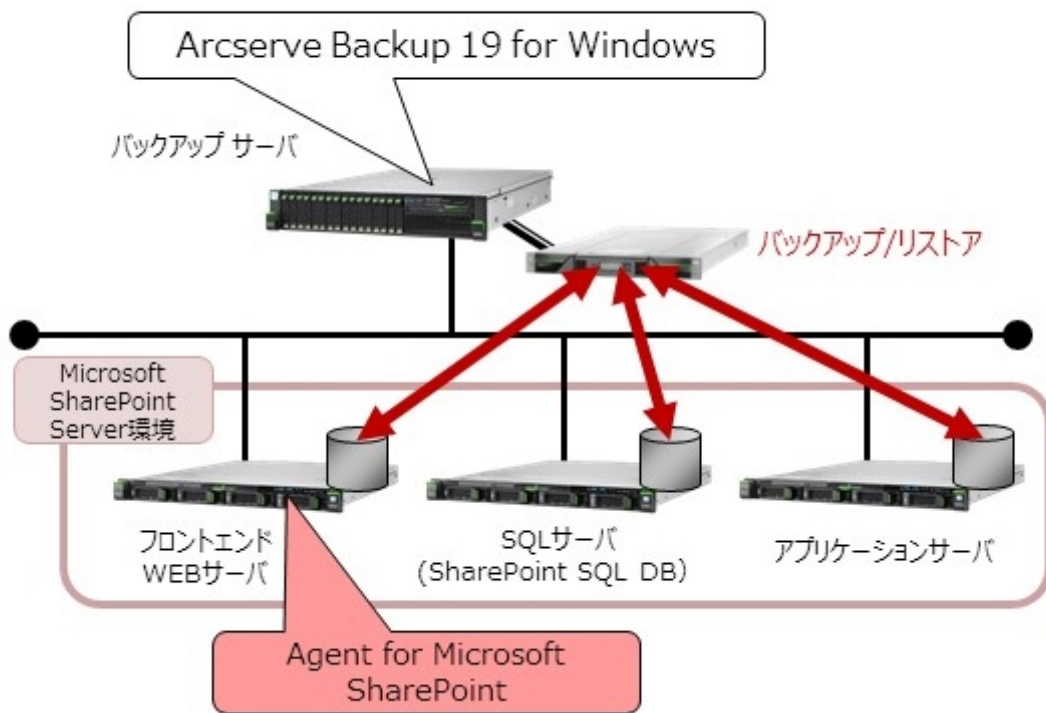 Arcserve Backup 19 for Windows
バックアップ サーバ
バックアップ/リストア
Microsoft
SharePoint
Server環境
フロントエンド
WEBサーバ
SQLサーバ
(SharePoint SQL DB)
アプリケーションサーバ
Agent for Microsoft
SharePoint